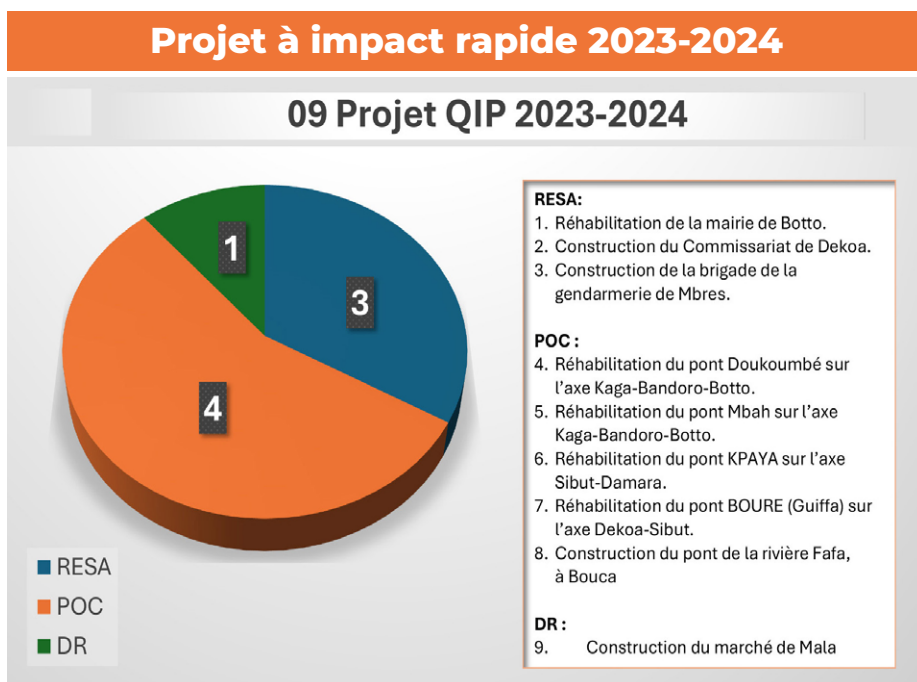 Projet à impact rapide 2023-2024
09 Projet QIP 2023-2024
1
3
4
RESA
POC
DR
RESA:
1. Réhabilitation de la mairie de Botto.
2. Construction du Commissariat de Dekoa.
3. Construction de la brigade de la
gendarmerie de Mbres.
POC :
4. Réhabilitation du pont Doukoumbé sur
l’axe Kaga-Bandoro-Botto.
5. Réhabilitation du pont Mbah sur l’axe
Kaga-Bandoro-Botto.
6. Réhabilitation du pont KPAYA sur l’axe
Sibut-Damara.
7. Réhabilitation du pont BOURE (Guiffa) sur
l’axe Dekoa-Sibut.
8. Construction du pont de la rivière Fafa,
à Bouca
DR :
9. Construction du marché de Mala